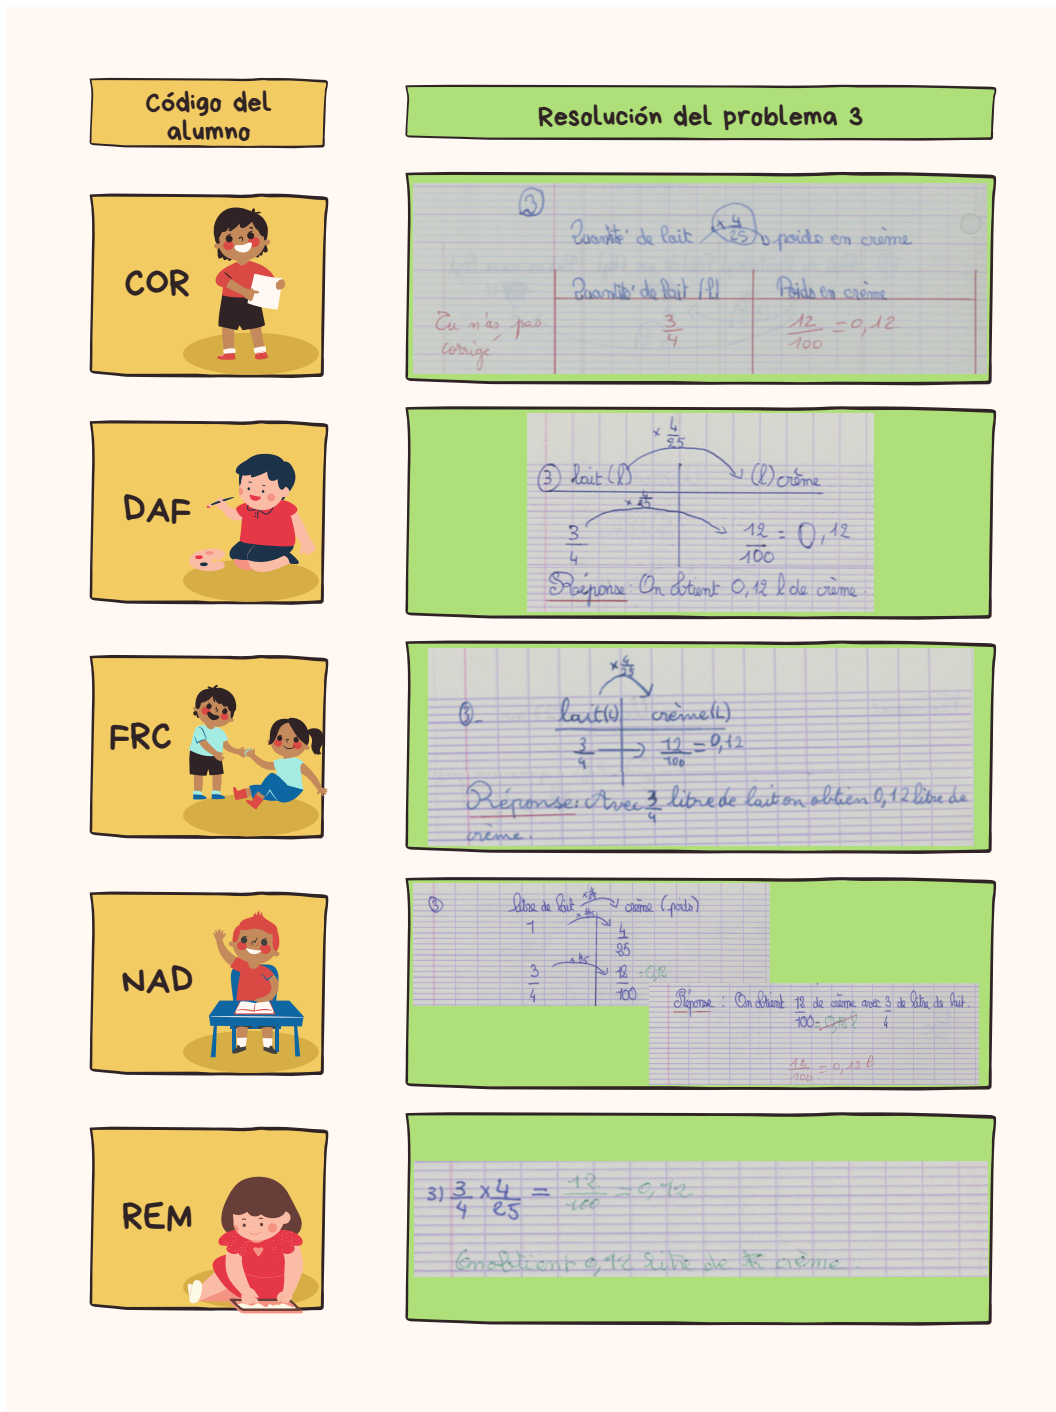 Código del
alumno
Resolución del problema 3
COR
3
Quantité de lait × 4/25 poids en crème
Quantité de lait (l) Poids en crème
Tu n'as pas
corrigé
3/4 12/100 = 0,12
DAF
× 4/25
3 lait (l) (l) crème
× 4/25
3/4 12/100 = 0,12
Réponse : On obtient 0,12 l de crème.
FRC
× 4/25
3- lait(L) crème(L)
3/4 12/100 = 0,12
Réponse: Avec 3/4 litre de lait on obtien 0,12 litre de
crème.
NAD
3 litre de lait crème (poids)
1 4/25
3/4 12/100 = 0,12
Réponse : On obtient 12/100 de crème avec 3/4 de litre de lait.
12/100 = 0,12 l
REM
3) 3/4 × 4/25 = 12/100 = 0,12
On obtient 0,12 litre de crème.